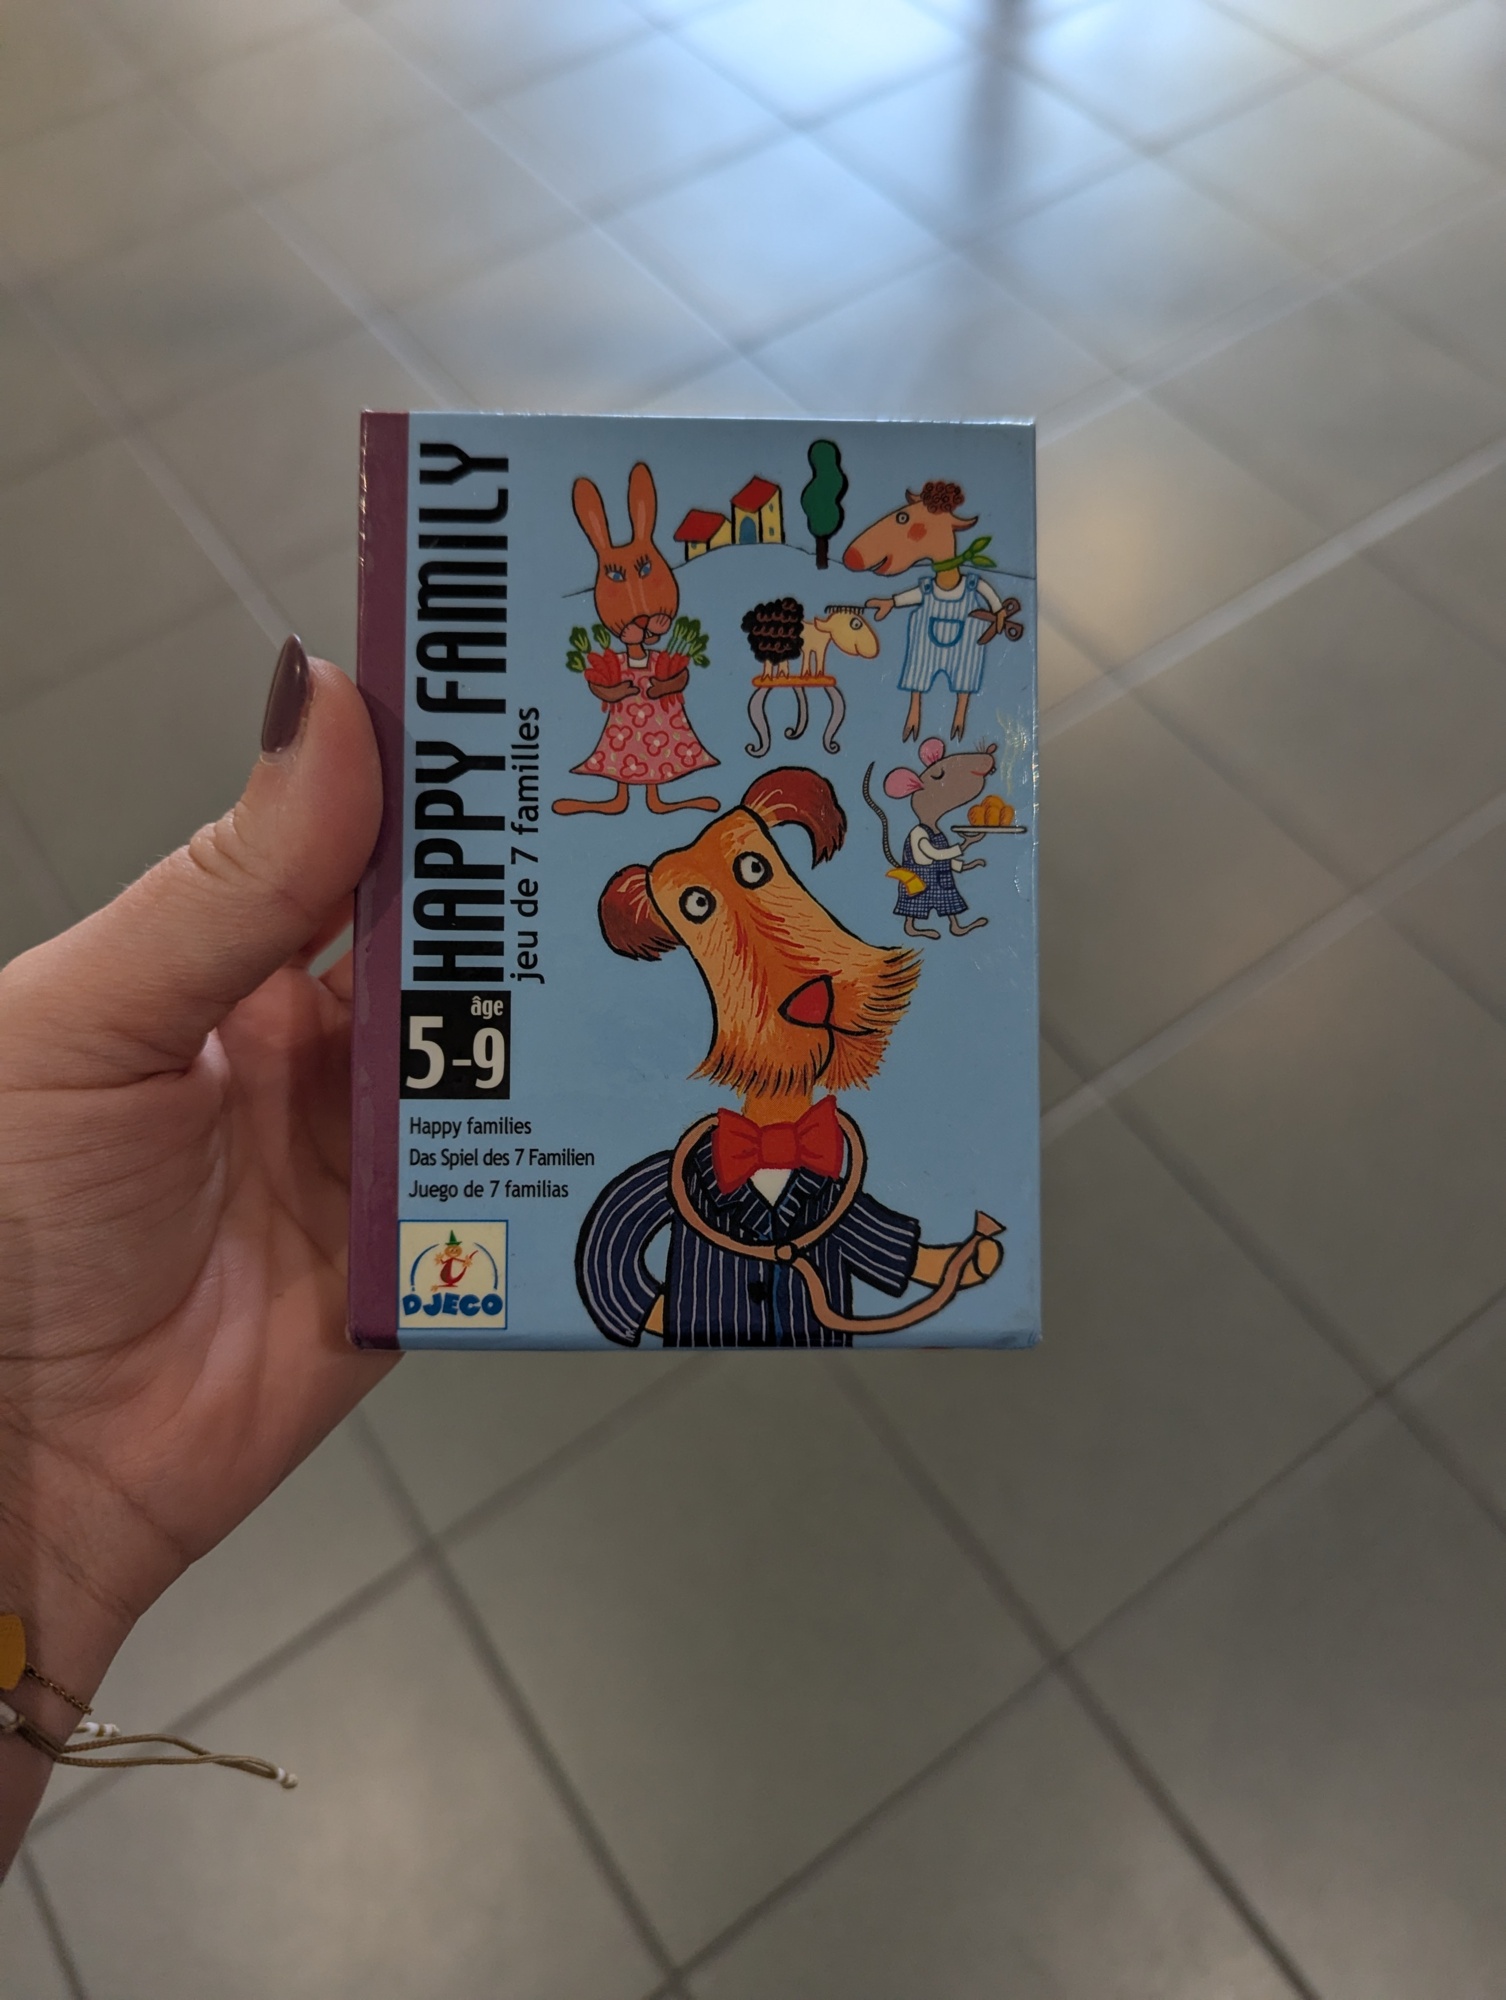 HAPPY FAMILY
jeu de 7 familles
âge
5-9
Happy families
Das Spiel des 7 Familien
Juego de 7 familias
DJECO